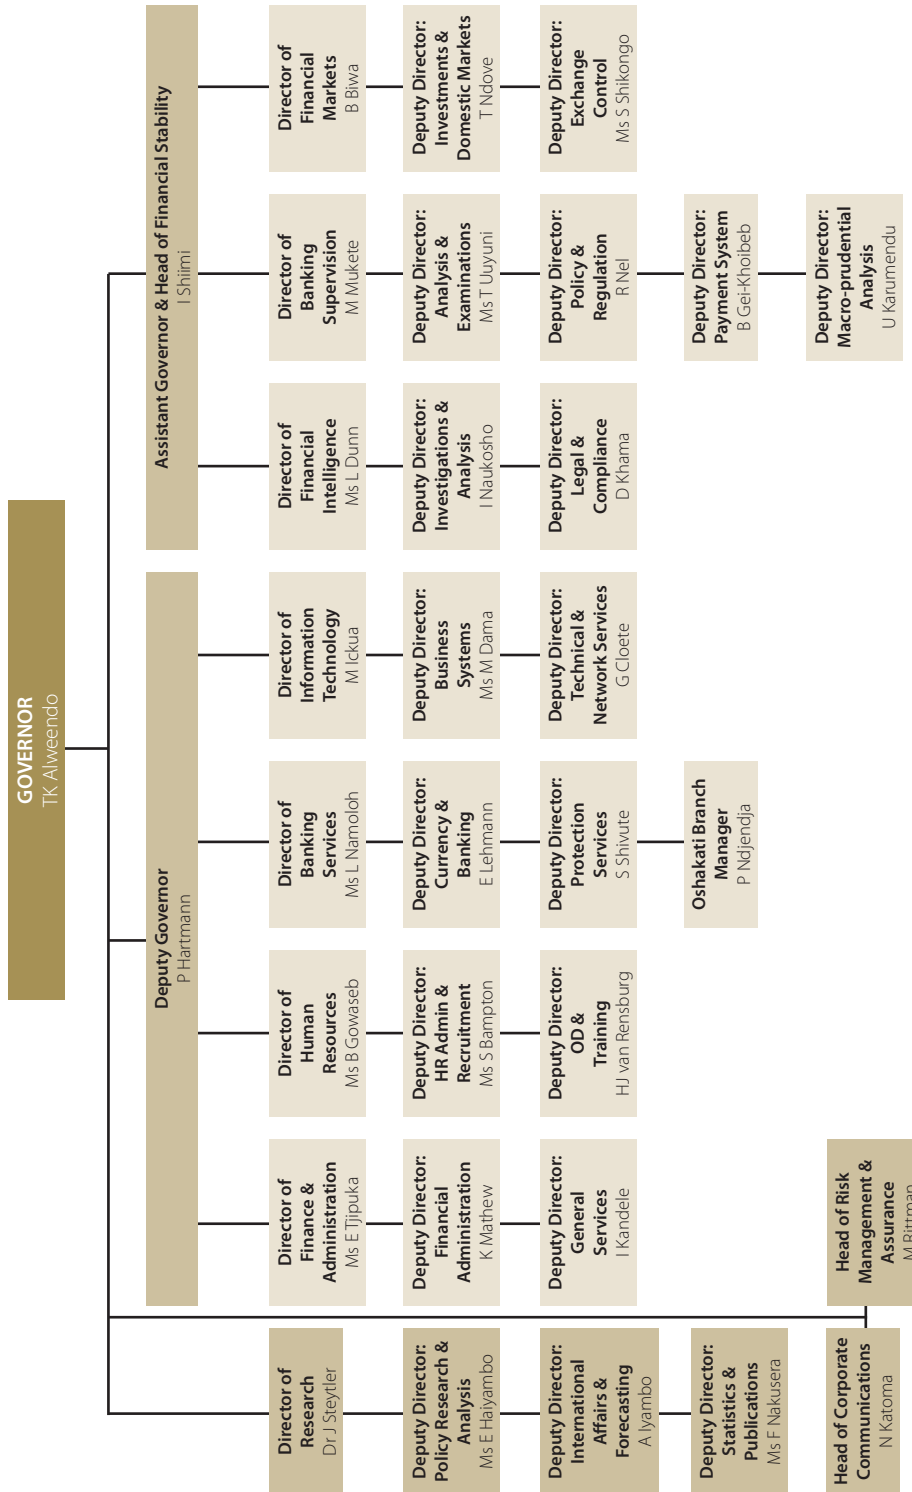 GOVERNOR
TK Alweendo
Deputy Governor
P Hartmann
Assistant Governor & Head of Financial Stability
I Shiimi
Director of
Research
Dr J Steytler
Deputy Director:
Policy Research &
Analysis
Ms E Haiyambo
Deputy Director:
International
Affairs &
Forecasting
A Iyambo
Deputy Director:
Statistics &
Publications
Ms F Nakusera
Head of Corporate
Communications
N Katoma
Head of Risk
Management &
Assurance
M Rittman
Director of
Finance &
Administration
Ms E Tjipuka
Deputy Director:
Financial
Administration
K Mathew
Deputy Director:
General
Services
I Kandele
Director of
Human
Resources
Ms B Gowaseb
Deputy Director:
HR Admin &
Recruitment
Ms S Bampton
Deputy Director:
OD &
Training
HJ van Rensburg
Director of
Banking
Services
Ms L Namoloh
Deputy Director:
Currency &
Banking
E Lehmann
Deputy Director:
Protection
Services
S Shivute
Oshakati Branch
Manager
P Ndjendja
Director of
Information
Technology
M Ickua
Deputy Director:
Business
Systems
Ms M Dama
Deputy Director:
Technical &
Network Services
G Cloete
Director of
Financial
Intelligence
Ms L Dunn
Deputy Director:
Investigations &
Analysis
I Naukosho
Deputy Director:
Legal &
Compliance
D Khama
Director of
Banking
Supervision
M Mukete
Deputy Director:
Analysis &
Examinations
Ms T Uuyuni
Deputy Director:
Policy &
Regulation
R Nel
Deputy Director:
Payment System
B Gei-Khoibeb
Deputy Director:
Macro-prudential
Analysis
U Karumendu
Director of
Financial
Markets
B Biwa
Deputy Director:
Investments &
Domestic Markets
T Ndove
Deputy Director:
Exchange
Control
Ms S Shikongo